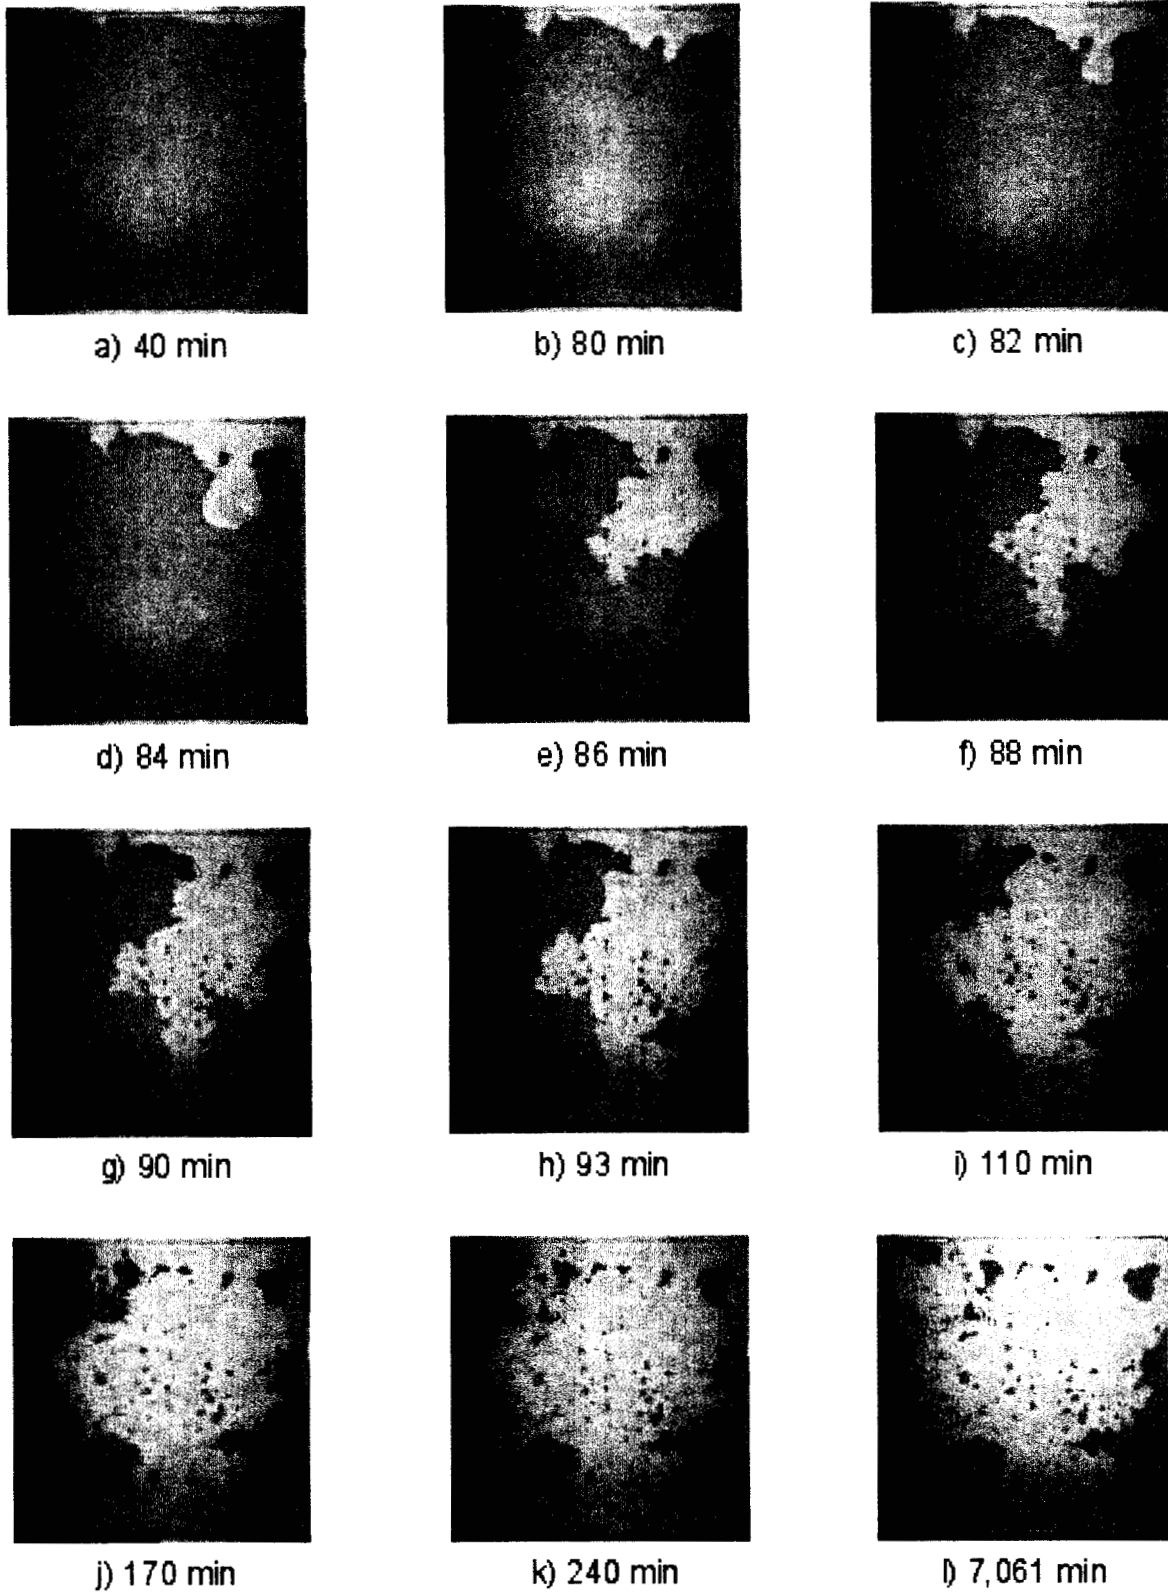 a) 40 min
b) 80 min
c) 82 min
d) 84 min
e) 86 min
f) 88 min
g) 90 min
h) 93 min
i) 110 min
j) 170 min
k) 240 min
l) 7,061 min